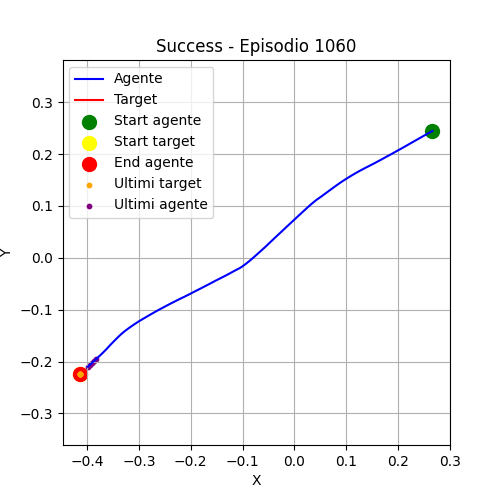 Success - Episodio 1060
Agente
Target
Start agente
Start target
End agente
Ultimi target
Ultimi agente
0.3
0.2
0.1
0.0
−0.1
−0.2
−0.3
Y
−0.4 −0.3 −0.2 −0.1 0.0 0.1 0.2 0.3
X